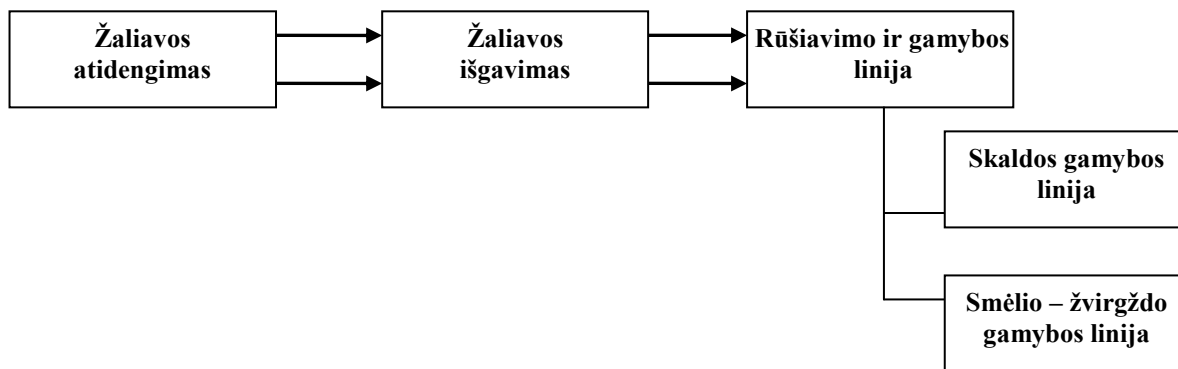 Žaliavos
atidengimas
Žaliavos
išgavimas
Rūšiavimo ir gamybos
linija
Skaldos gamybos
linija
Smėlio – žvirgždo
gamybos linija